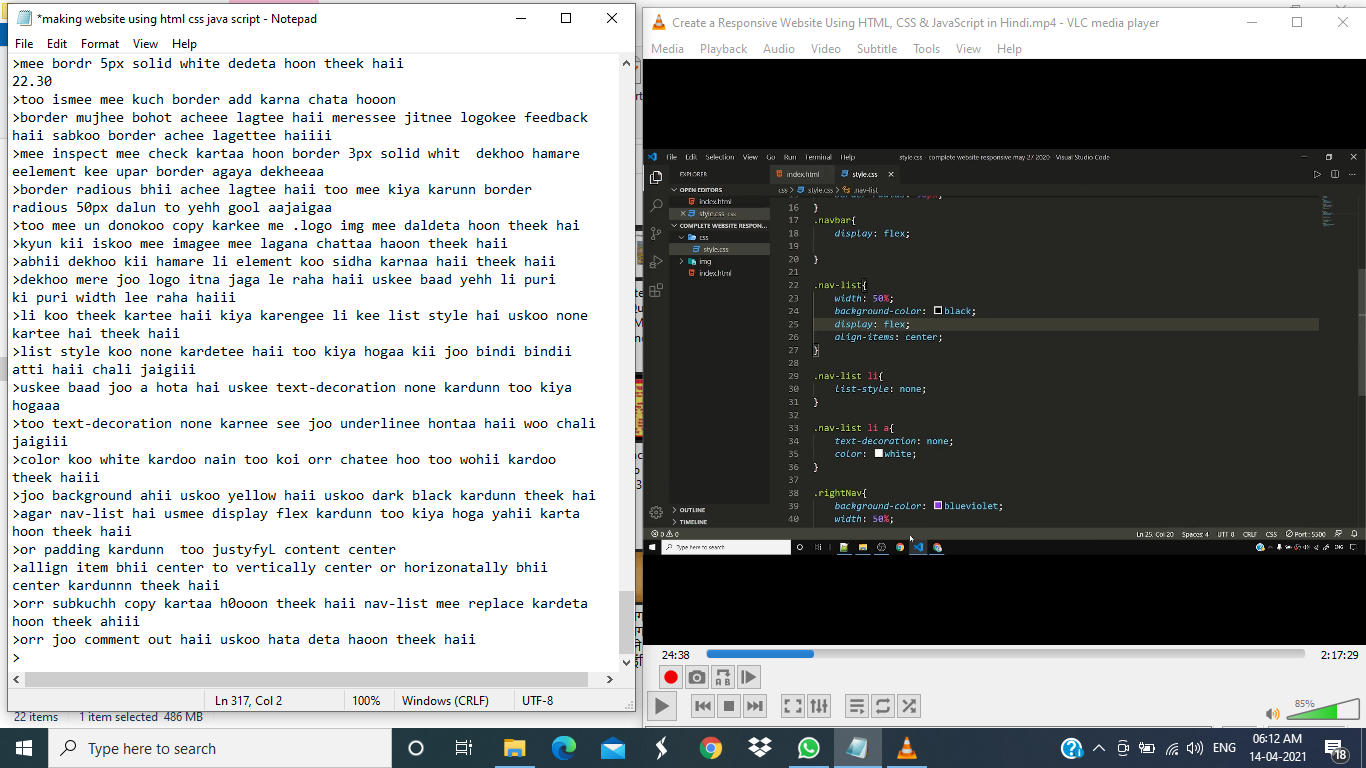 *making website using html css java script - Notepad
File Edit Format View Help
>mee bordr 5px solid white dedeta hoon theek haii
22.30
>too ismee mee kuch border add karna chata hooon
>border mujhee bohot acheee lagtee haii meressee jitnee logokee feedback
haii sabkoo border achee lagettee haiiii
>mee inspect mee check kartaa hoon border 3px solid whit  dekhoo hamare
eelement kee upar border agaya dekheeaa
>border radious bhii achee lagtee haii too mee kiya karunn border
radious 50px dalun to yehh gool aajaigaa
>too mee un donokoo copy karkee me .logo img mee daldeta hoon theek hai
>kyun kii iskoo mee imagee mee lagana chattaa haoon theek haii
>abhii dekhoo kii hamare li element koo sidha karnaa haii theek haii
>dekhoo mere joo logo itna jaga le raha haii uskee baad yehh li puri
ki puri width lee raha haiii
>li koo theek kartee haii kiya karengee li kee list style hai uskoo none
kartee hai theek haii
>list style koo none kardetee haii too kiya hogaa kii joo bindi bindii
atti haii chali jaigiii
>uskee baad joo a hota hai uskee text-decoration none kardunn too kiya
hogaaa
>too text-decoration none karnee see joo underlinee hontaa haii woo chali
jaigiii
>color koo white kardoo nain too koi orr chatee hoo too wohii kardoo
theek haiii
>joo background ahii uskoo yellow haii uskoo dark black kardunn theek hai
>agar nav-list hai usmee display flex kardunn too kiya hoga yahii karta
hoon theek haii
>or padding kardunn  too justyfyL content center
>allign item bhii center to vertically center or horizonatally bhii
center kardunnn theek haii
>orr subkuchh copy kartaa h0ooon theek haii nav-list mee replace kardeta
hoon theek ahiii
>orr joo comment out haii uskoo hata deta haoon theek haii
>
Ln 317, Col 2 100% Windows (CRLF) UTF-8
22 items 1 item selected 486 MB
Create a Responsive Website Using HTML, CSS & JavaScript in Hindi.mp4 - VLC media player
Media Playback Audio Video Subtitle Tools View Help
File Edit Selection View Go Run Terminal Help style.css - complete website responsive may 27 2020 - Visual Studio Code
EXPLORER
OPEN EDITORS
index.html
style.css css
COMPLETE WEBSITE RESPON...
css
style.css
img
index.html
OUTLINE
TIMELINE
index.html style.css
css > style.css > .nav-list
16 }
17 .navbar{
18 display: flex;
19
20 }
21
22 .nav-list{
23 width: 50%;
24 background-color: black;
25 display: flex;
26 align-items: center;
27 }
28
29 .nav-list li{
30 list-style: none;
31 }
32
33 .nav-list li a{
34 text-decoration: none;
35 color: white;
36 }
37
38 .rightNav{
39 background-color: blueviolet;
40 width: 50%;
0 0 Ln 25, Col 20 Spaces: 4 UTF-8 CRLF CSS Port : 5500
Type here to search ENG
24:38 2:17:29
85%
Type here to search
ENG 06:12 AM
14-04-2021
18